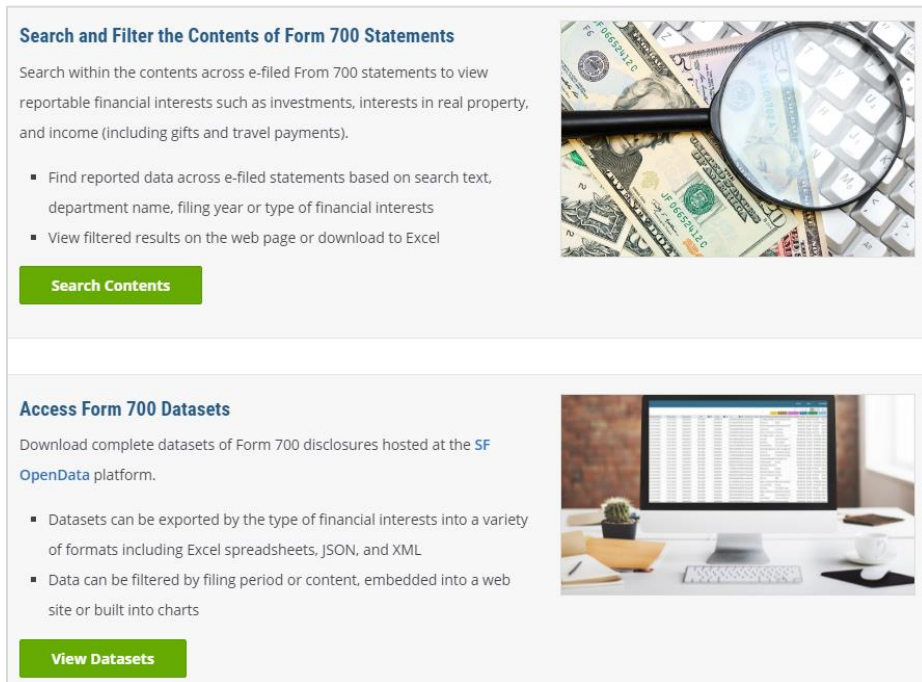 Search and Filter the Contents of Form 700 Statements
Search within the contents across e-filed From 700 statements to view
reportable financial interests such as investments, interests in real property,
and income (including gifts and travel payments).
Find reported data across e-filed statements based on search text,
department name, filing year or type of financial interests
View filtered results on the web page or download to Excel
Search Contents
Access Form 700 Datasets
Download complete datasets of Form 700 disclosures hosted at the SF
OpenData platform.
Datasets can be exported by the type of financial interests into a variety
of formats including Excel spreadsheets, JSON, and XML
Data can be filtered by filing period or content, embedded into a web
site or built into charts
View Datasets